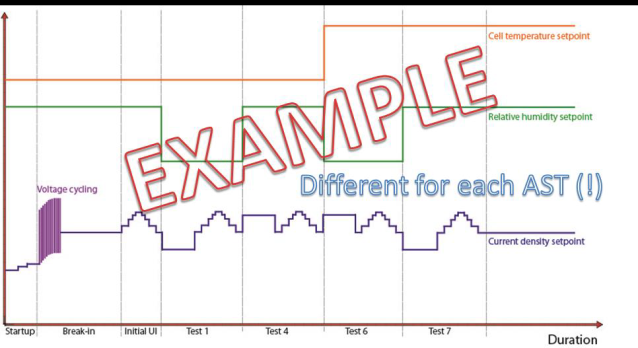 Cell temperature setpoint
EXAMPLE
Relative humidity setpoint
Different for each AST (!)
Voltage cycling
Current density setpoint
Startup
Break-in
Initial UI
Test 1
Test 4
Test 6
Test 7
Duration